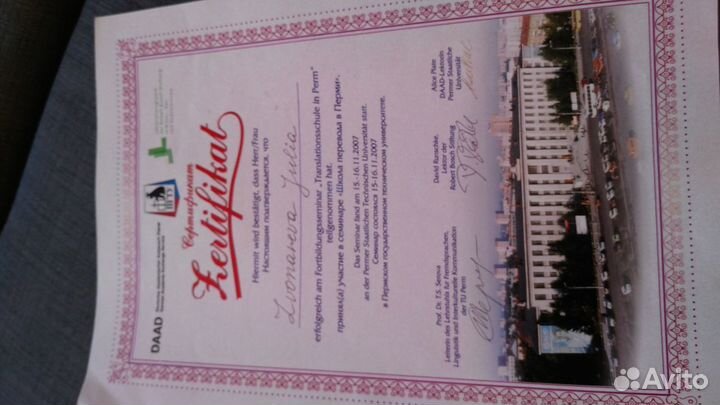 DAAD
Сертификат
Zertifikat
Hiermit wird bestätigt, dass Herr/Frau
Настоящим подтверждается, что
Zvonareva Julia
erfolgreich am Fortbildungsseminar „Translationsschule in Perm“
teilgenommen hat.
принял(а) участие в семинаре «Школа перевода в Перми».
Das Seminar fand am 15.-16.11.2007
an der Permer Staatlichen Technischen Universität statt.
Семинар состоялся 15-16.11.2007
в Пермском государственном техническом университете.
Prof. Dr. T.S. Serova
Leiterin des Lehrstuhls für Fremdsprachen,
Linguistik und Interkulturelle Kommunikation
der TU Perm
David
Lektor der
Robert Bosch Stiftung
Alice Plate
DAAD-Lektorin
Permer Staatliche
Universität
Avito